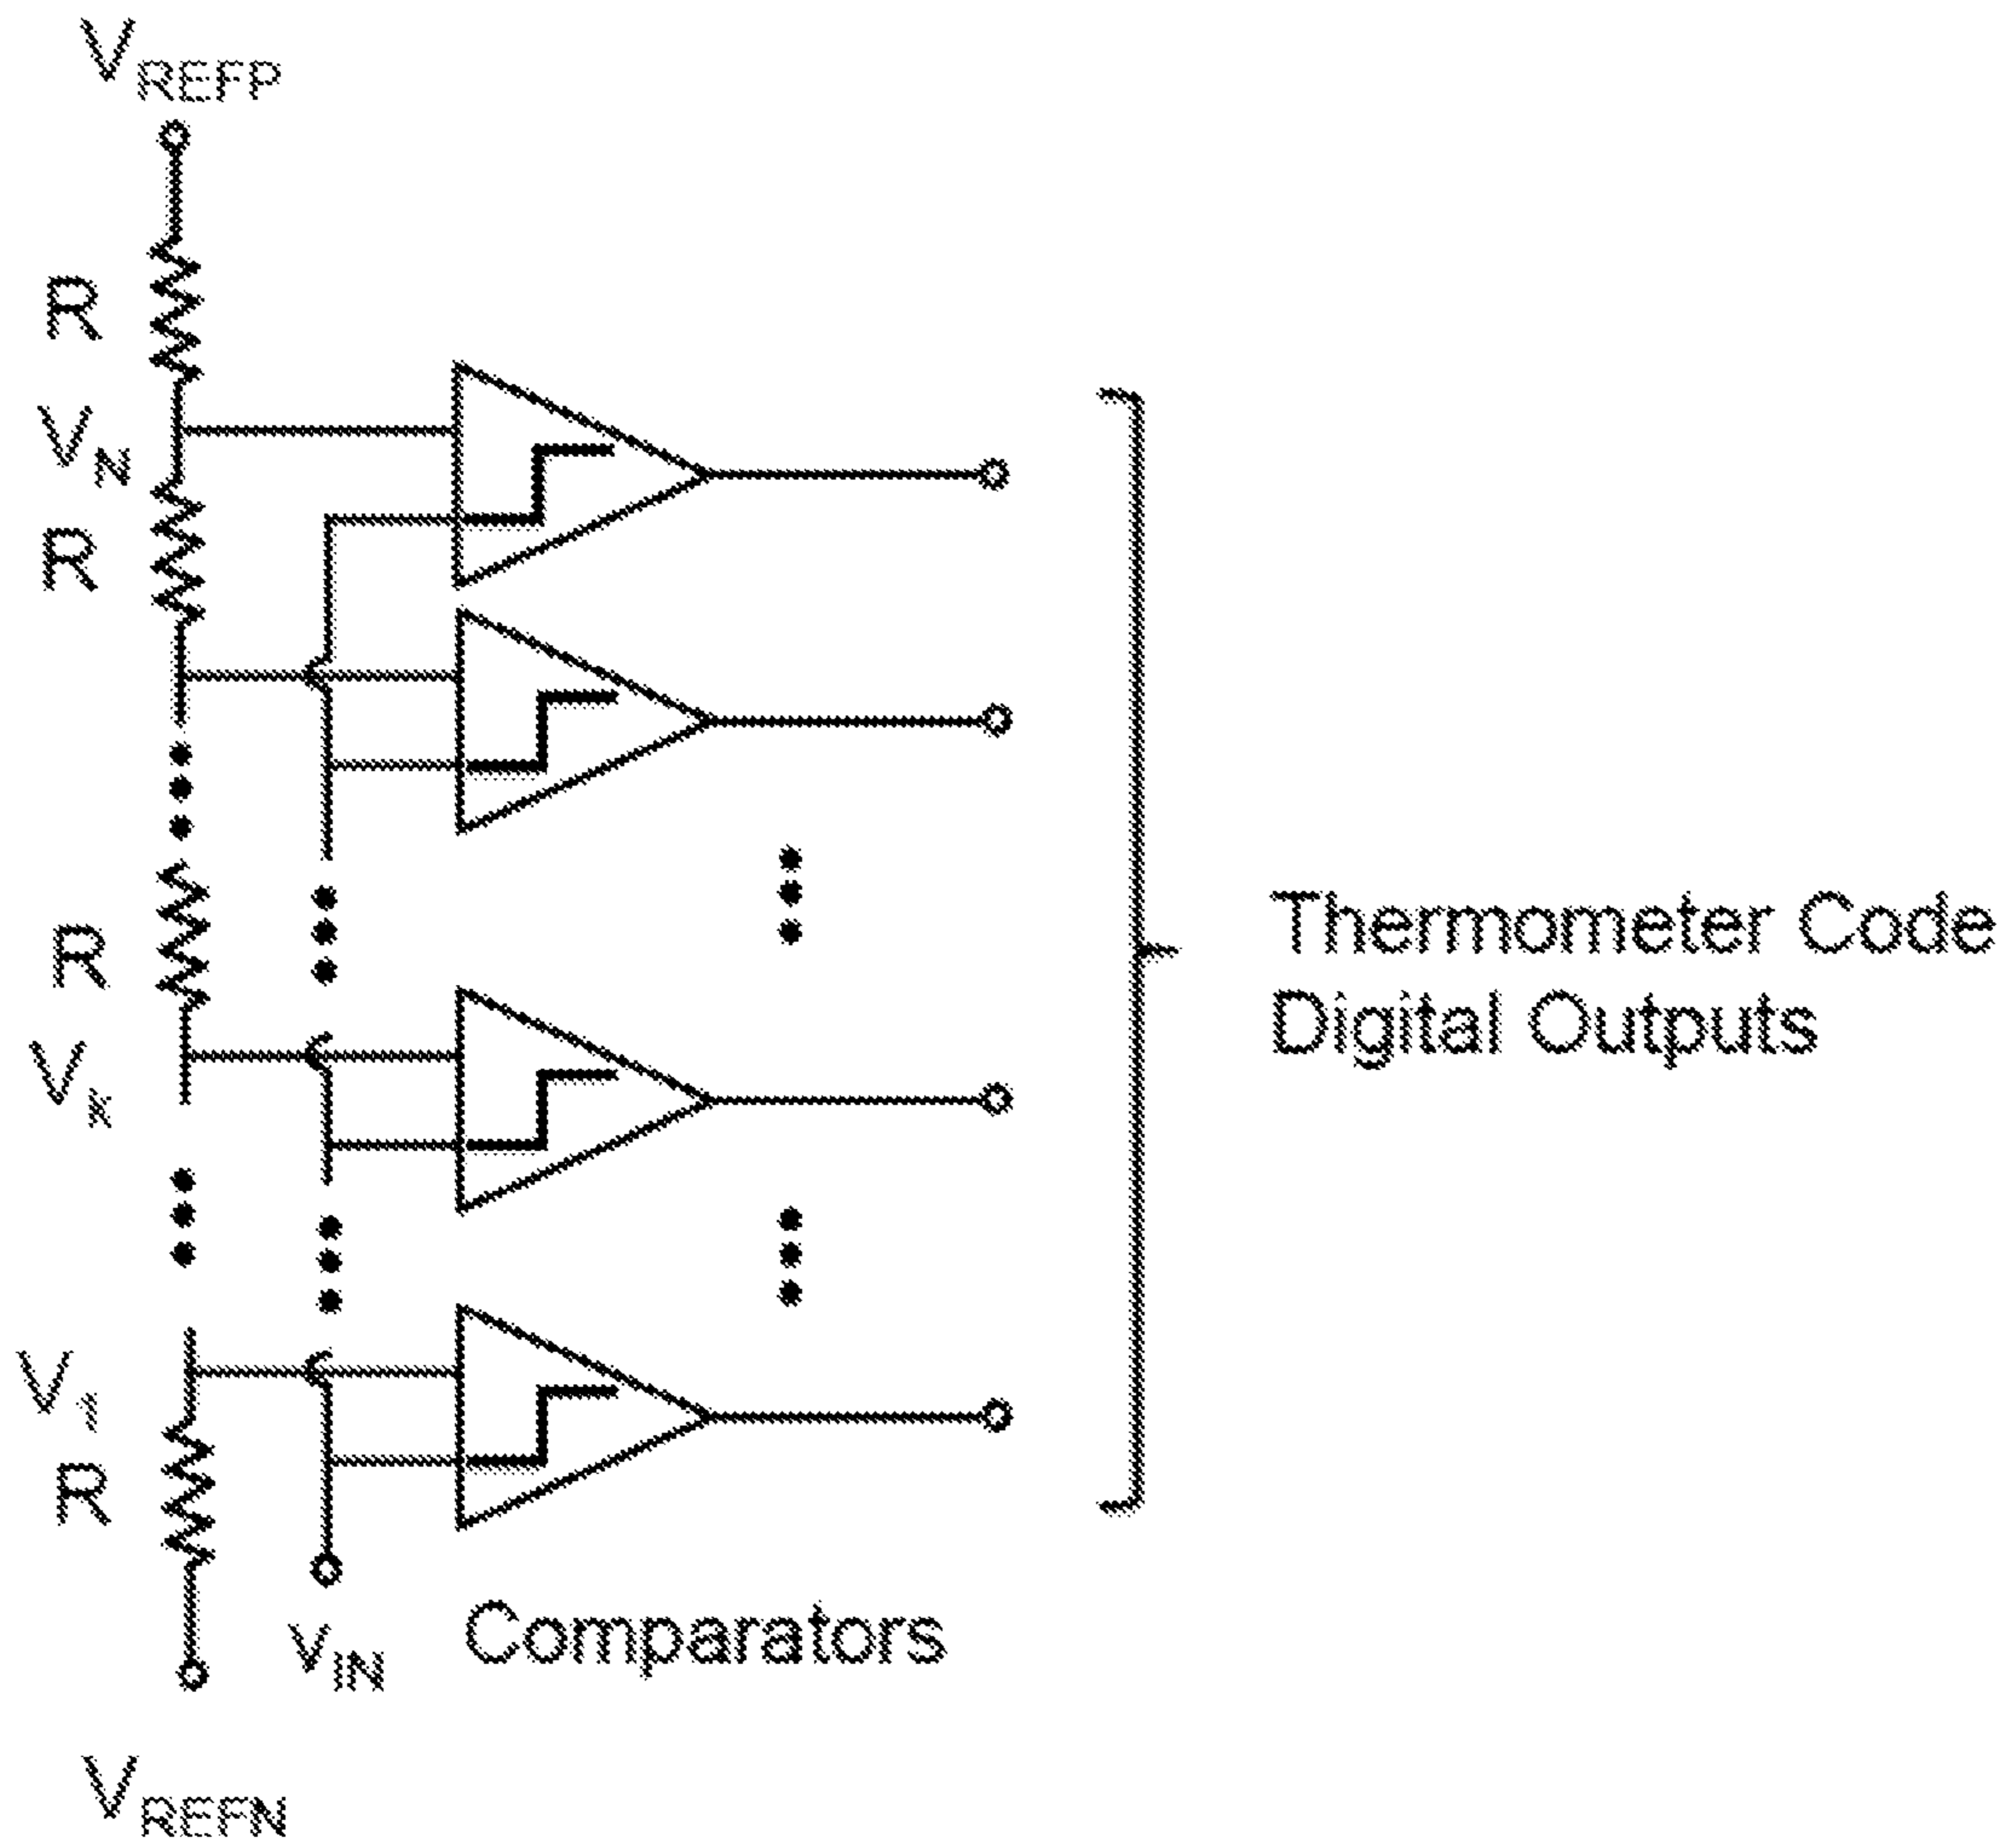 VREFP
R
VN
R
R
VK
V1
R
VIN
VREFN
Comparators
Thermometer Code
Digital Outputs